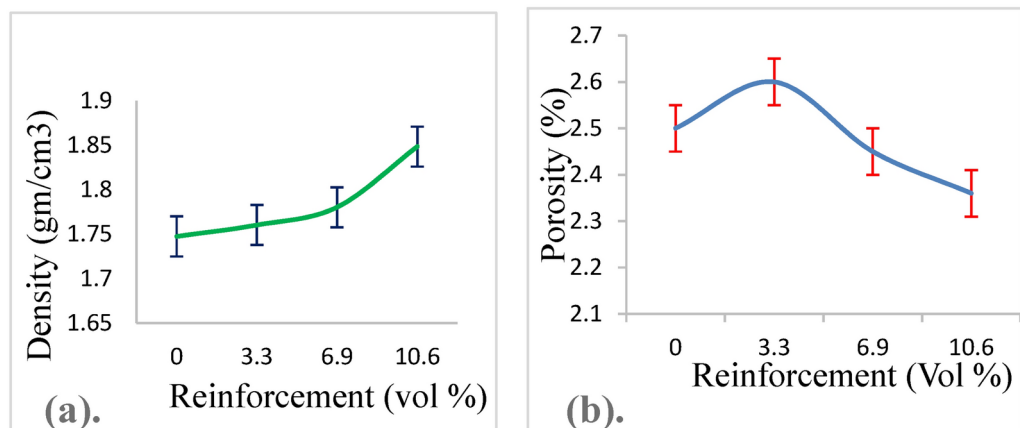 Density (gm/cm3)
1.9
1.85
1.8
1.75
1.7
1.65
0 3.3 6.9 10.6
Reinforcement (vol %)
(a).
Porosity (%)
2.7
2.6
2.5
2.4
2.3
2.2
2.1
0 3.3 6.9 10.6
Reinforcement (Vol %)
(b).